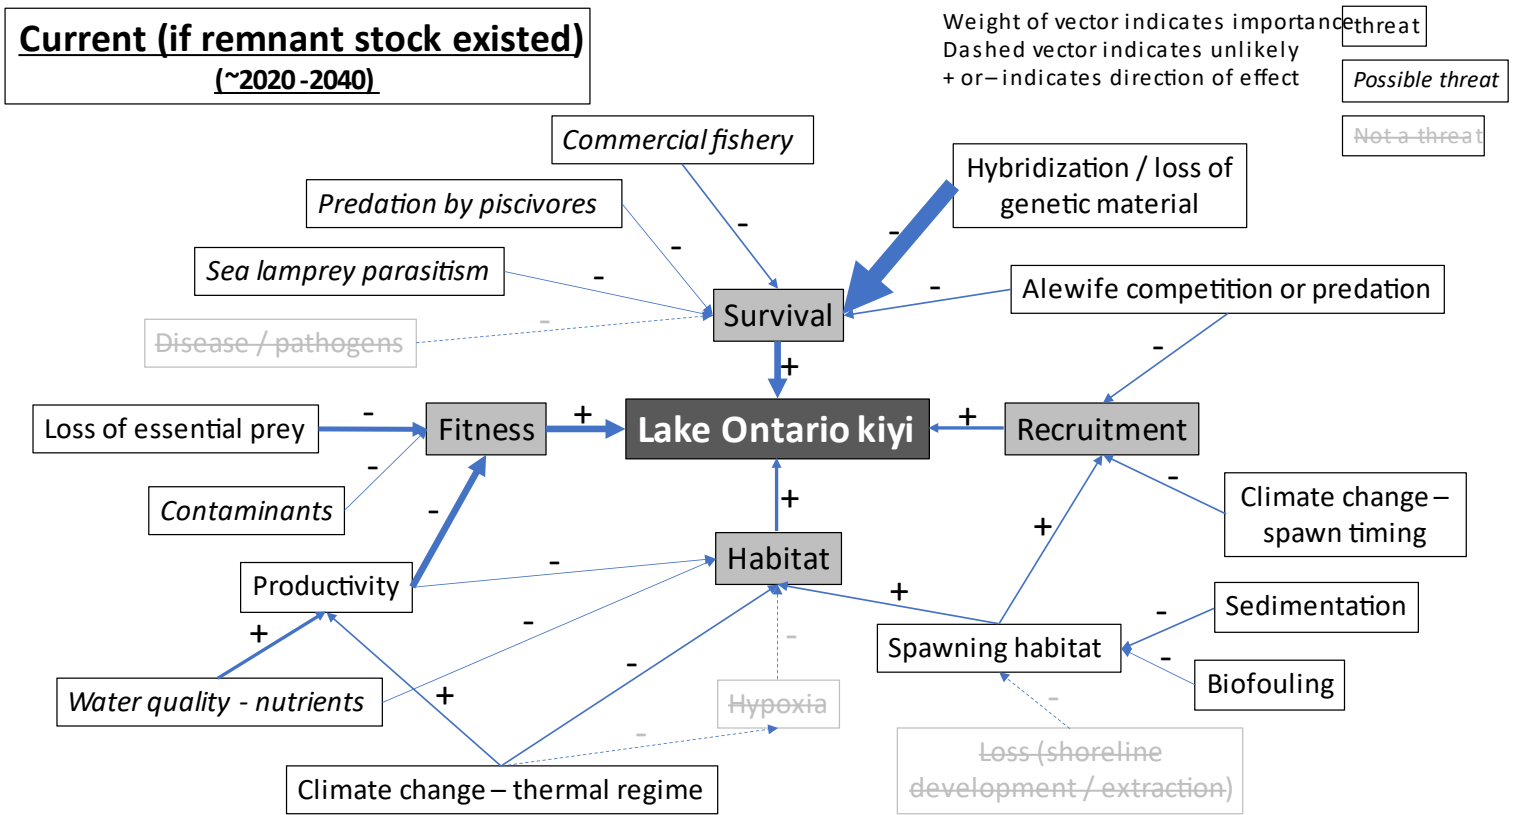 Current (if remnant stock existed)
(~2020 -2040)
Weight of vector indicates importance
Dashed vector indicates unlikely
+ or – indicates direction of effect
threat
Possible threat
Not a threat
Commercial fishery
Hybridization / loss of
genetic material
Predation by piscivores
-
-
-
Sea lamprey parasitism
-
Alewife competition or predation
-
Survival
-
Disease / pathogens
-
+
Loss of essential prey
-
Fitness
+
Lake Ontario kiyi
+
Recruitment
-
Contaminants
-
+
Climate change –
spawn timing
-
+
Habitat
Productivity
-
-
+
Sedimentation
-
+
-
-
Spawning habitat
-
Biofouling
Water quality - nutrients
+
-
Hypoxia
-
-
Loss (shoreline
development / extraction)
Climate change – thermal regime